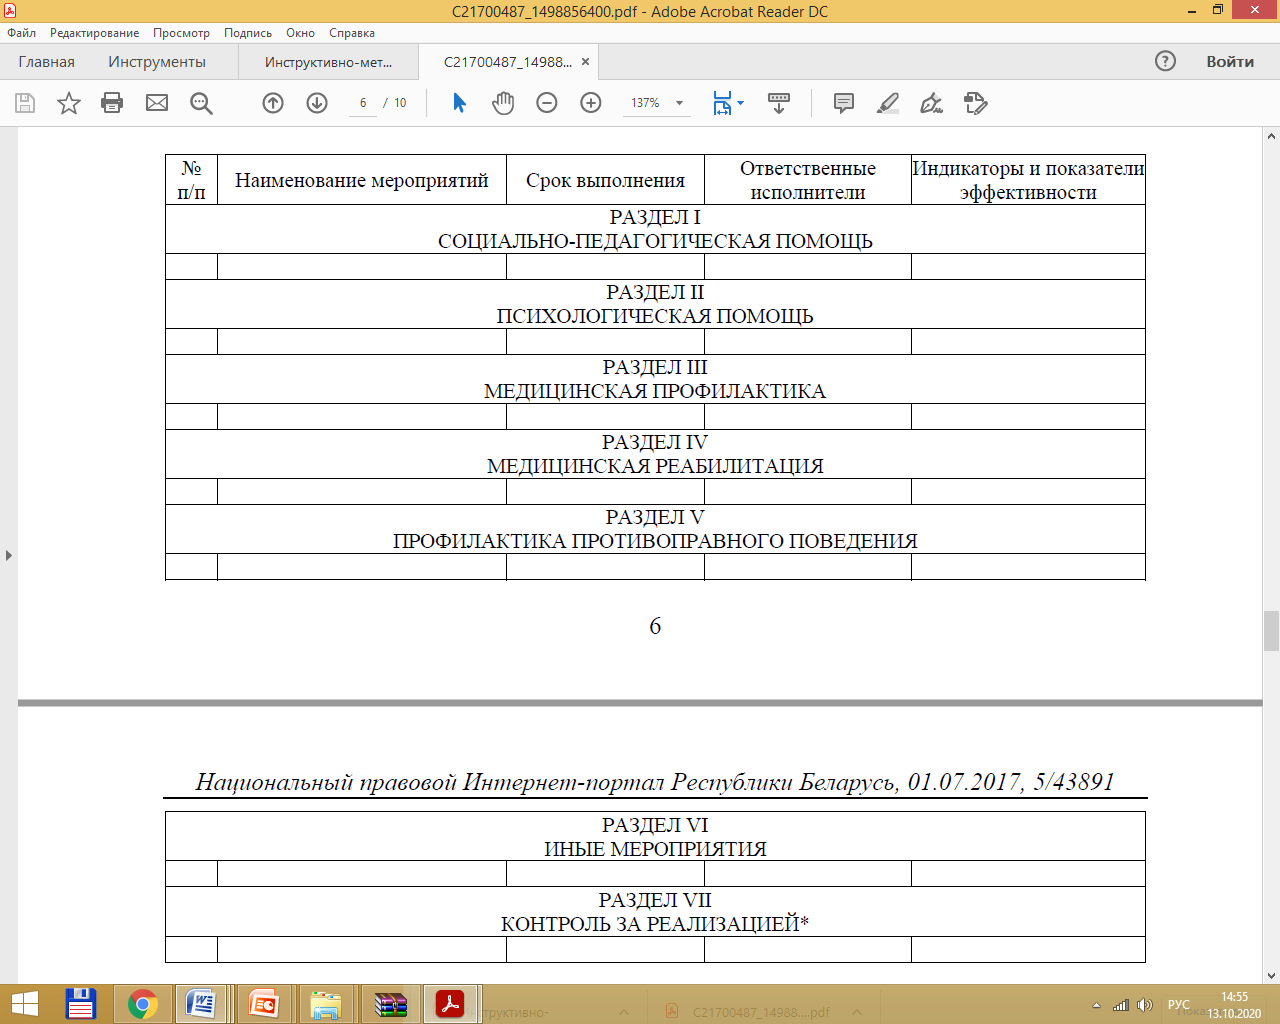 C21700487_1498856400.pdf - Adobe Acrobat Reader DC
Файл Редактирование Просмотр Подпись Окно Справка
Главная Инструменты Инструктивно-мет... C21700487_14988... × Войти
6 / 10 137%
№ п/п
Наименование мероприятий
Срок выполнения
Ответственные исполнители
Индикаторы и показатели эффективности
РАЗДЕЛ I
СОЦИАЛЬНО-ПЕДАГОГИЧЕСКАЯ ПОМОЩЬ
РАЗДЕЛ II
ПСИХОЛОГИЧЕСКАЯ ПОМОЩЬ
РАЗДЕЛ III
МЕДИЦИНСКАЯ ПРОФИЛАКТИКА
РАЗДЕЛ IV
МЕДИЦИНСКАЯ РЕАБИЛИТАЦИЯ
РАЗДЕЛ V
ПРОФИЛАКТИКА ПРОТИВОПРАВНОГО ПОВЕДЕНИЯ
6
Национальный правовой Интернет-портал Республики Беларусь, 01.07.2017, 5/43891
РАЗДЕЛ VI
ИНЫЕ МЕРОПРИЯТИЯ
РАЗДЕЛ VII
КОНТРОЛЬ ЗА РЕАЛИЗАЦИЕЙ*
C21700487_14988....pdf
РУС
14:55
13.10.2020